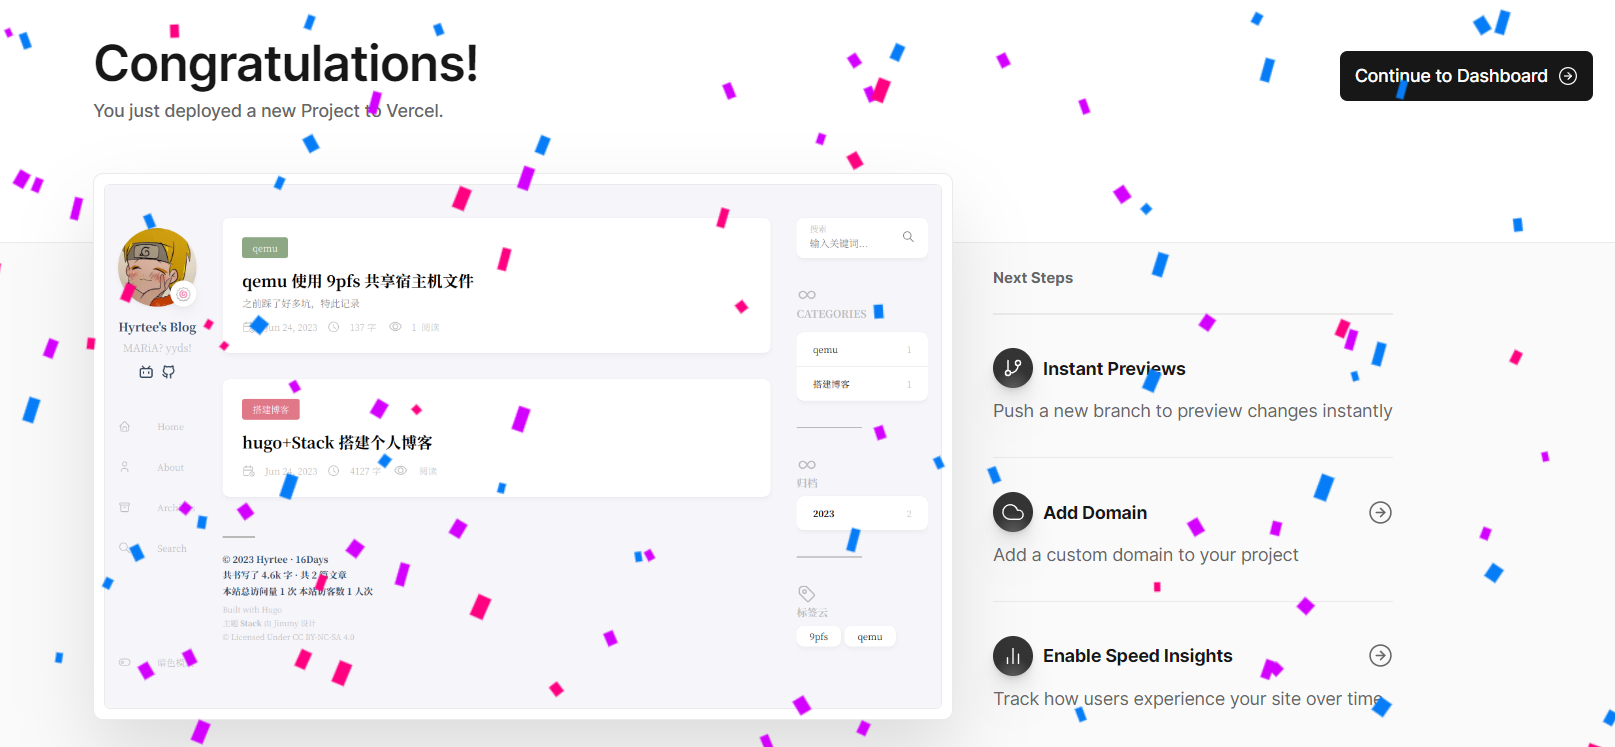 Congratulations!
You just deployed a new Project to Vercel.
Continue to Dashboard
Hyrtee's Blog
MARiA? yyds!
Home
About
Search
qemu
qemu 使用 9pfs 共享宿主机文件
之前踩了好多坑，特此记录
Jun 24, 2023 137 字 1 阅读
搭建博客
hugo+Stack 搭建个人博客
Jun 24, 2023 4127 字 阅读
© 2023 Hyrtee · 16Days
共书写了 4.6k 字 · 共 2 篇文章
本站总访问量 1 次 本站访客数 1 人次
Built with Hugo
主题 Stack 由 Jimmy 设计
© Licensed Under CC BY-NC-SA 4.0
搜索
输入关键词...
CATEGORIES
qemu 1
搭建博客 1
归档
2023 2
标签云
9pfs qemu
Next Steps
Instant Previews
Push a new branch to preview changes instantly
Add Domain
Add a custom domain to your project
Enable Speed Insights
Track how users experience your site over time